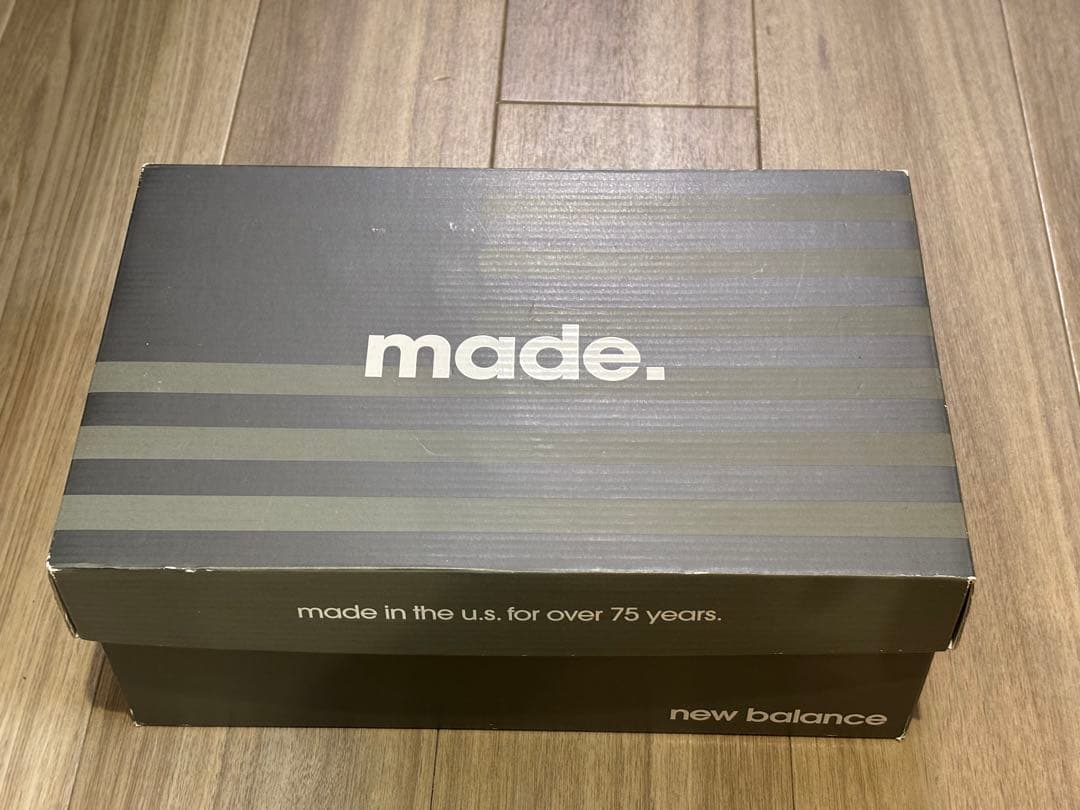 made.
made in the u.s. for over 75 years.
new balance